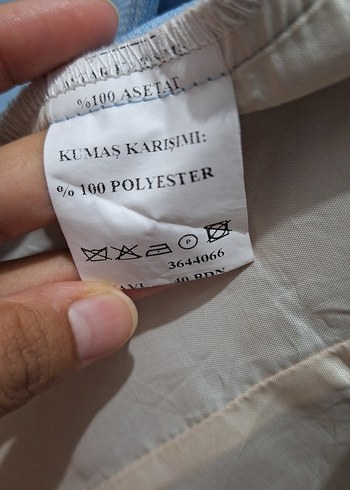 %100 ASETAT
KUMAŞ KARIŞIMI:
% 100 POLYESTER
P
3644066